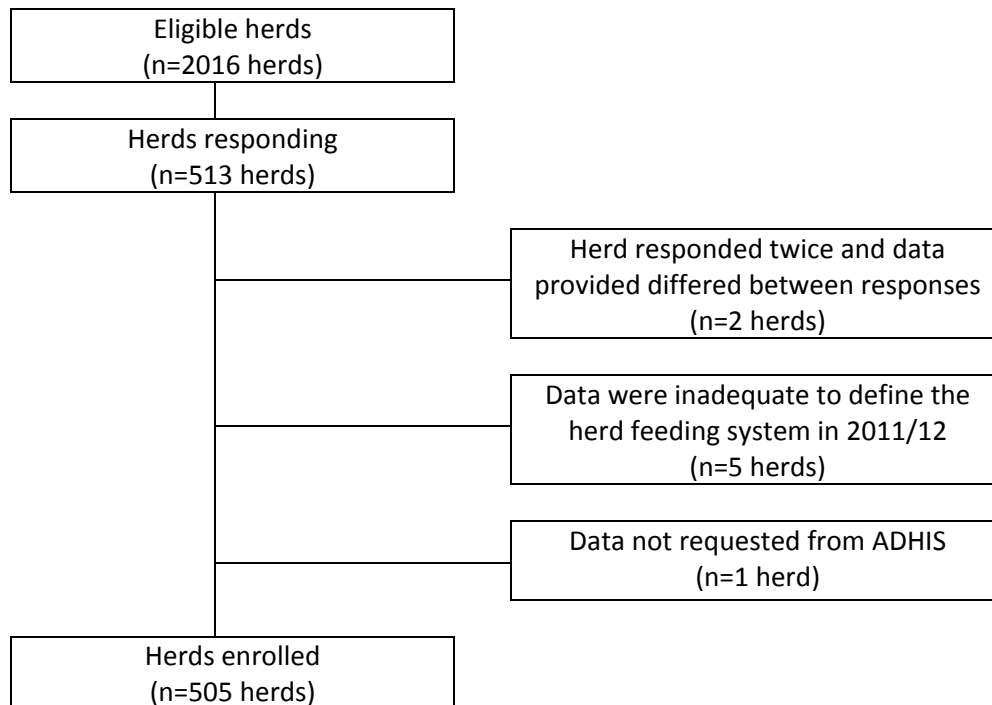 Eligible herds
(n=2016 herds)
Herds responding
(n=513 herds)
Herd responded twice and data
provided differed between responses
(n=2 herds)
Data were inadequate to define the
herd feeding system in 2011/12
(n=5 herds)
Data not requested from ADHIS
(n=1 herd)
Herds enrolled
(n=505 herds)